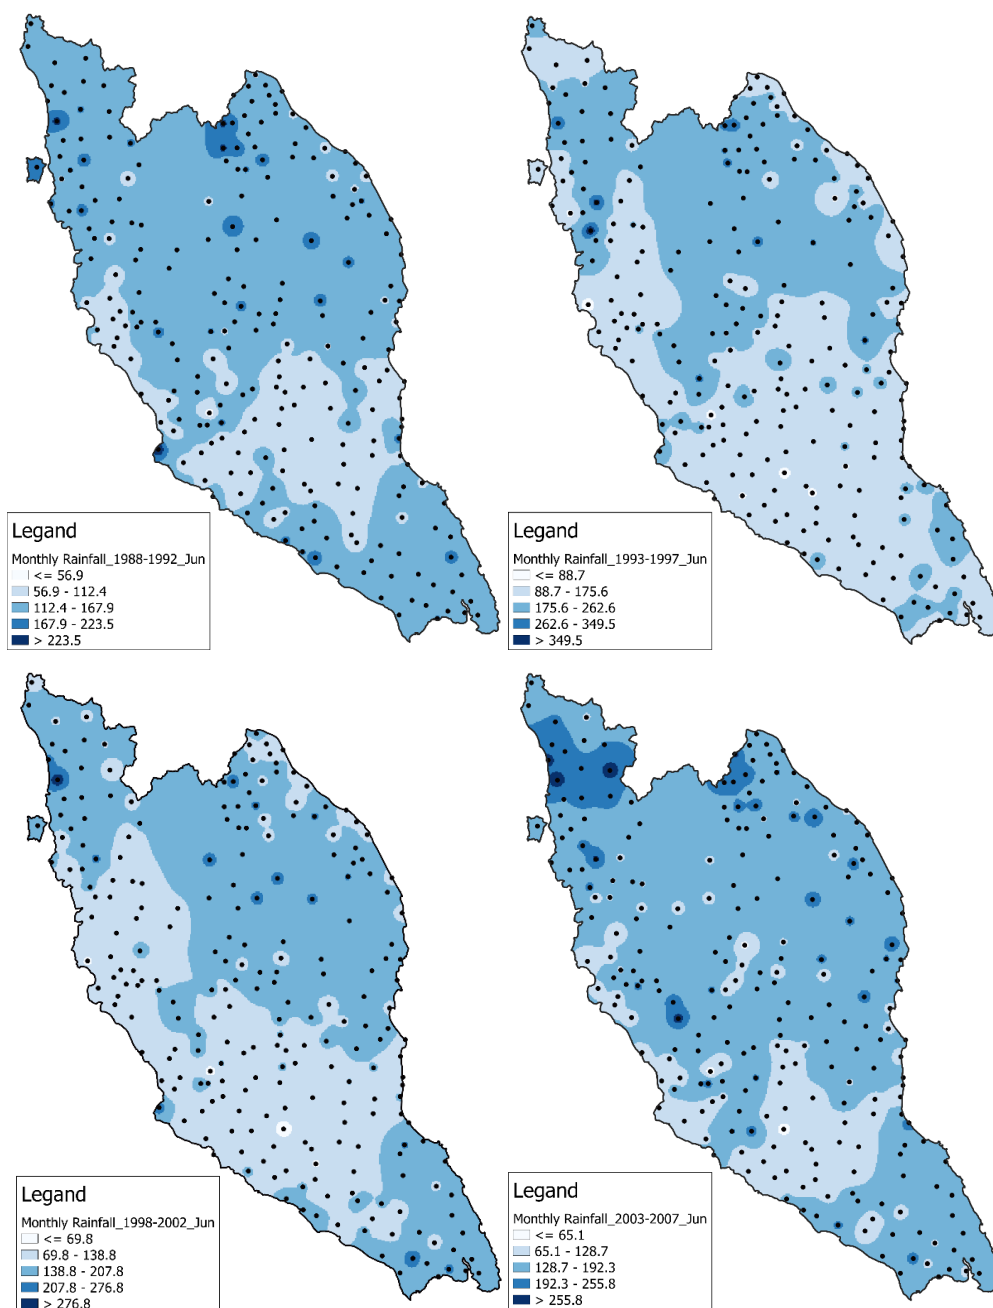 Legand
Monthly Rainfall_1988-1992_Jun
<= 56.9
56.9 - 112.4
112.4 - 167.9
167.9 - 223.5
> 223.5
Legand
Monthly Rainfall_1993-1997_Jun
<= 88.7
88.7 - 175.6
175.6 - 262.6
262.6 - 349.5
> 349.5
Legand
Monthly Rainfall_1998-2002_Jun
<= 69.8
69.8 - 138.8
138.8 - 207.8
207.8 - 276.8
> 276.8
Legand
Monthly Rainfall_2003-2007_Jun
<= 65.1
65.1 - 128.7
128.7 - 192.3
192.3 - 255.8
> 255.8